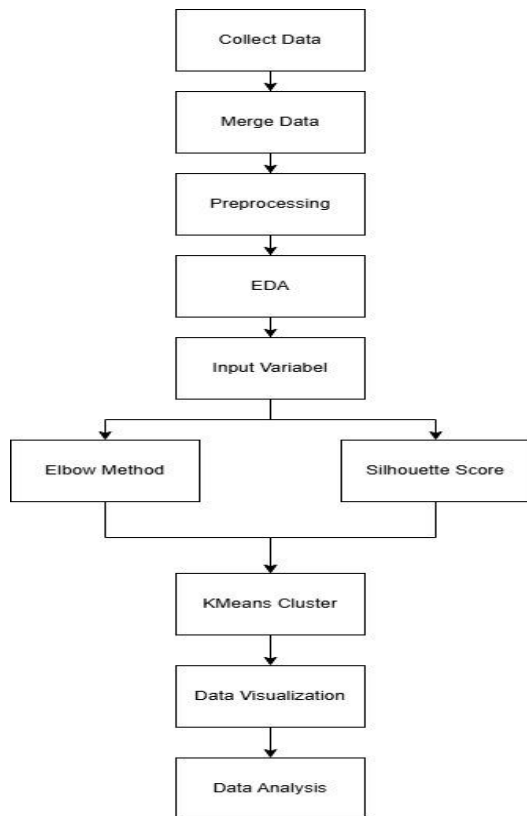 Collect Data
Merge Data
Preprocessing
EDA
Input Variabel
Elbow Method
Silhouette Score
KMeans Cluster
Data Visualization
Data Analysis